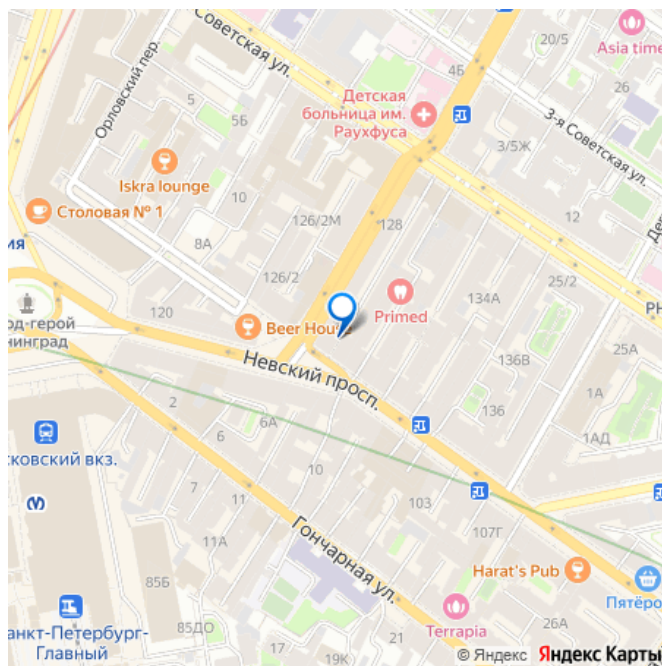 Советская ул.
20/5
Asia time
Орловский пер.
4Б
26
Детская
больница им.
Раухфуса
5
5Б
3-я Советская ул.
3/5Ж
Iskra lounge
10
12
Столовая № 1
126/2М
128
8А
126/2
25/2
134А
120
Beer House
Primed
25А
136В
Невский просп.
1А
2
6А
136
6
1АД
10
7
11
103
107Г
11А
Гончарная ул.
Harat's Pub
85Б
Terrapia
26А
85ДО
27
21
19К
Главный
© Яндекс Яндекс Карты